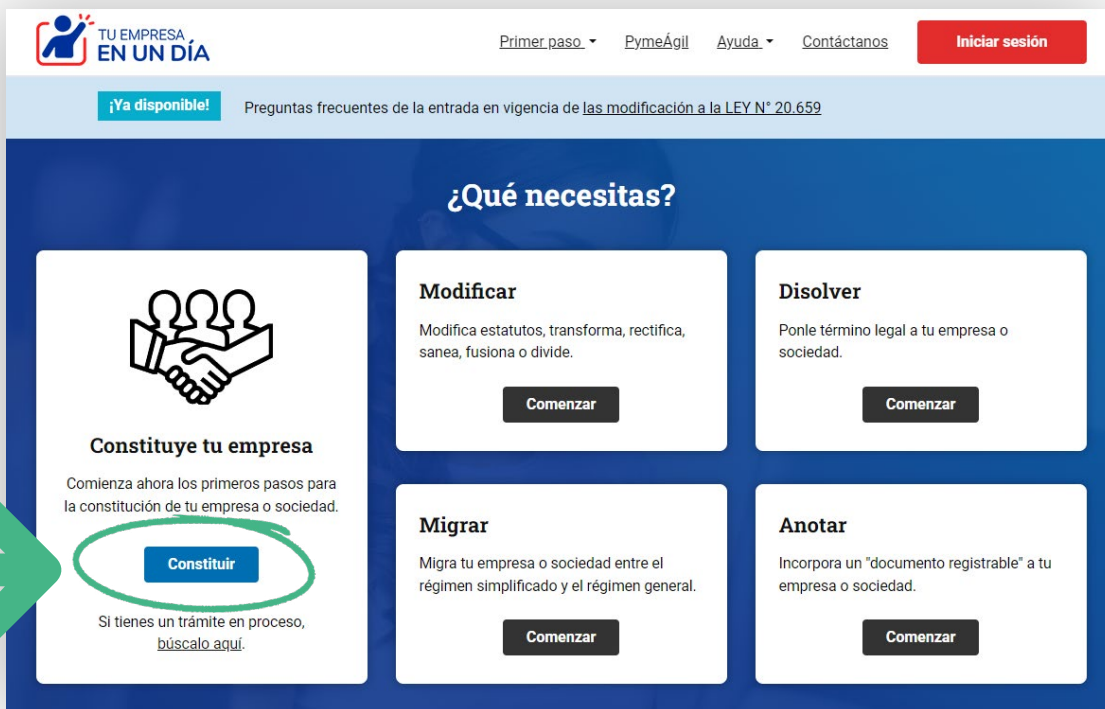 TU EMPRESA
EN UN DÍA
Primer paso
PymeÁgil
Ayuda
Contáctanos
Iniciar sesión
¡Ya disponible!
Preguntas frecuentes de la entrada en vigencia de las modificación a la LEY N° 20.659
¿Qué necesitas?
Constituye tu empresa
Comienza ahora los primeros pasos para
la constitución de tu empresa o sociedad.
Constituir
Si tienes un trámite en proceso,
búscalo aquí.
Modificar
Modifica estatutos, transforma, rectifica,
sanea, fusiona o divide.
Comenzar
Disolver
Ponle término legal a tu empresa o
sociedad.
Comenzar
Migrar
Migra tu empresa o sociedad entre el
régimen simplificado y el régimen general.
Comenzar
Anotar
Incorpora un "documento registrable" a tu
empresa o sociedad.
Comenzar